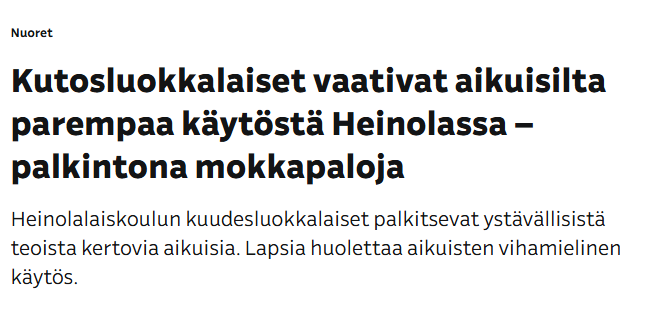 Nuoret
Kutosluokkalaiset vaativat aikuisilta
parempaa käytöstä Heinolassa –
palkintona mokkapaloja
Heinolalaiskoulun kuudesluokkalaiset palkitsevat ystävällisistä
teoista kertovia aikuisia. Lapsia huolettaa aikuisten vihamielinen
käytös.